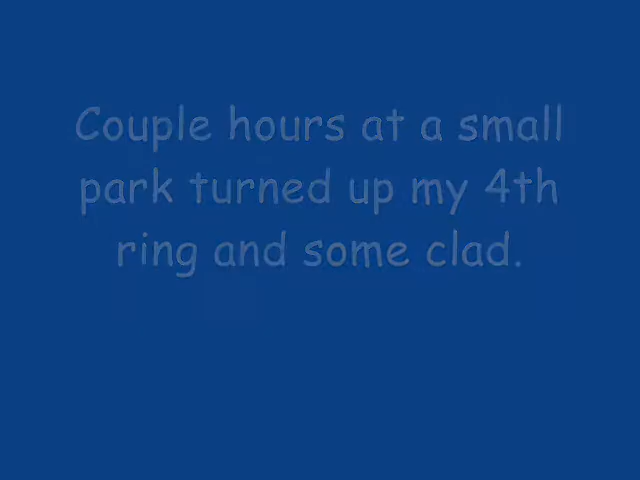 Couple hours at a small
park turned up my 4th
ring and some clad.